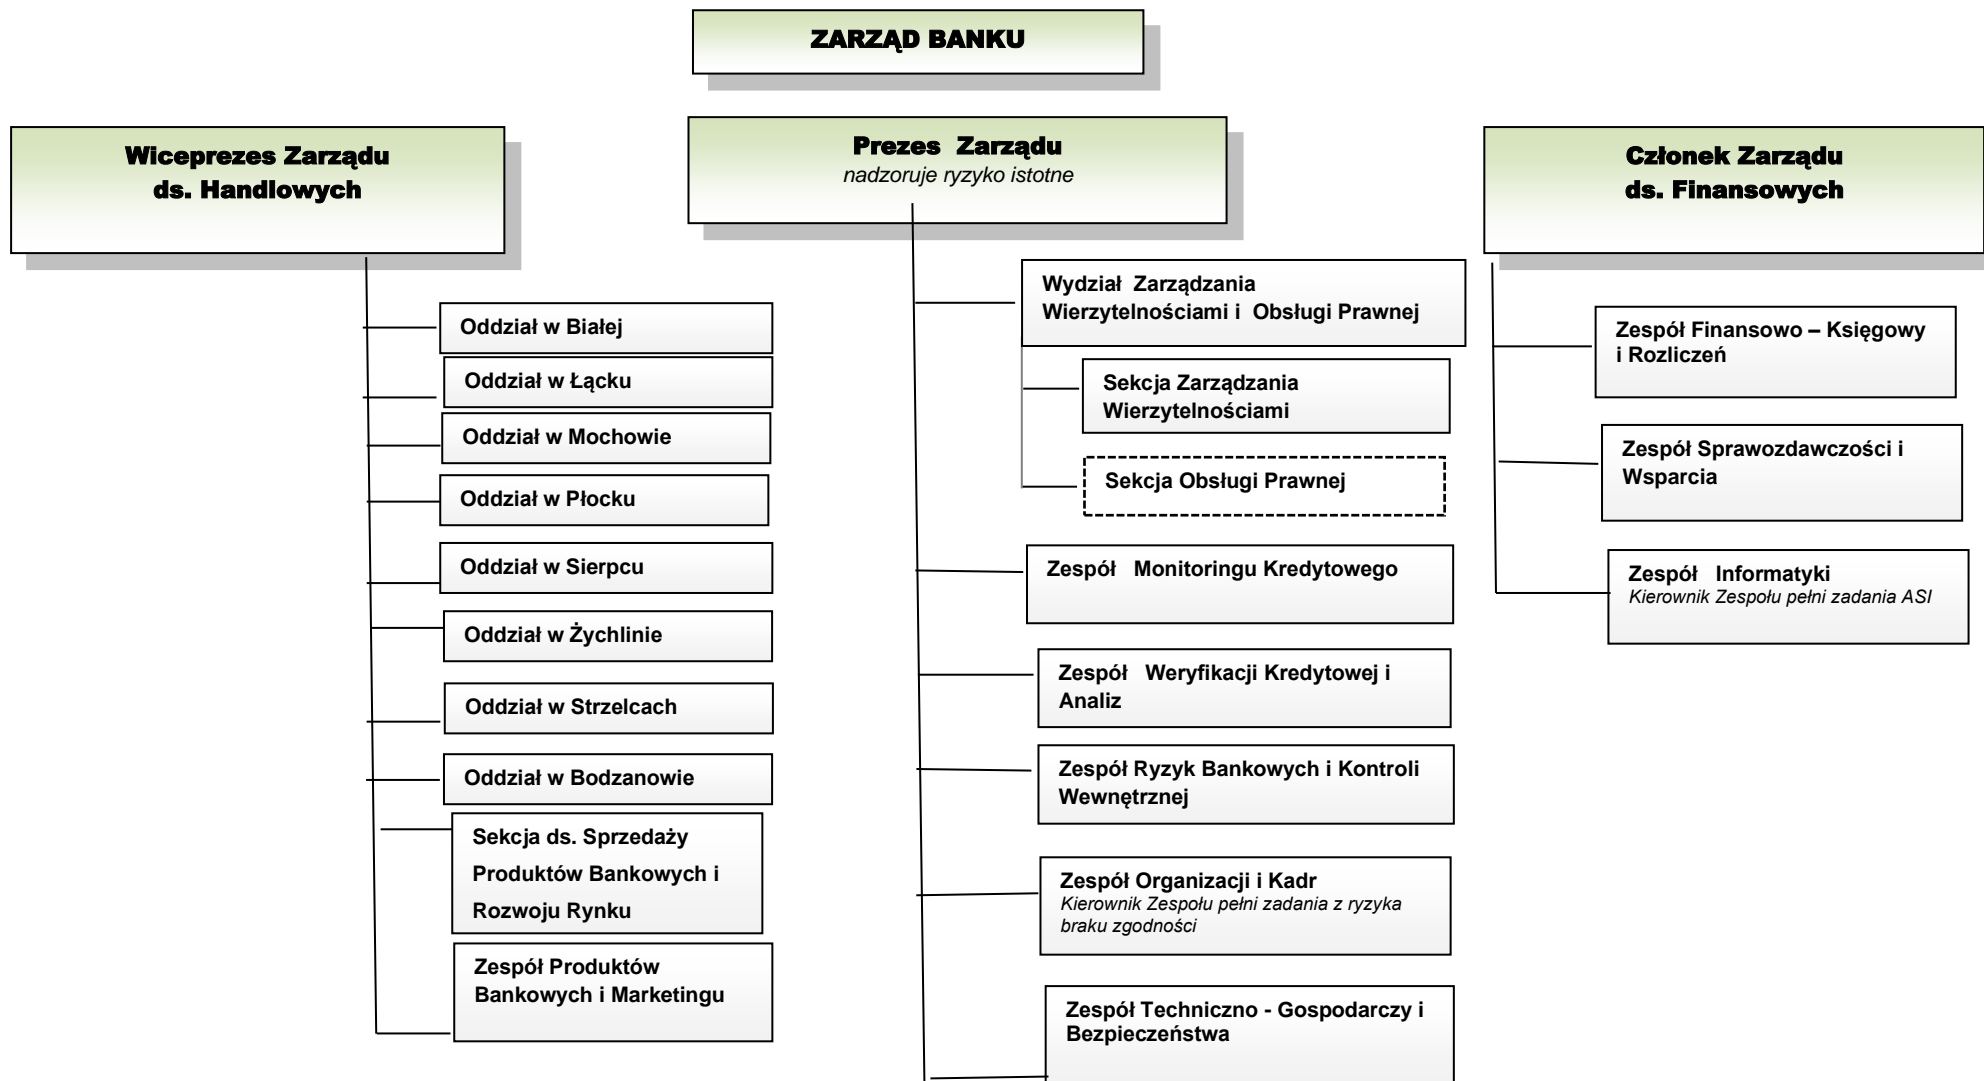 ZARZĄD BANKU
Wiceprezes Zarządu
ds. Handlowych
Oddział w Białej
Oddział w Łącku
Oddział w Mochowie
Oddział w Płocku
Oddział w Sierpcu
Oddział w Żychlinie
Oddział w Strzelcach
Oddział w Bodzanowie
Sekcja ds. Sprzedaży
Produktów Bankowych i
Rozwoju Rynku
Zespół Produktów
Bankowych i Marketingu
Prezes Zarządu
nadzoruje ryzyko istotne
Wydział Zarządzania
Wierzytelnościami i Obsługi Prawnej
Sekcja Zarządzania
Wierzytelnościami
Sekcja Obsługi Prawnej
Zespół Monitoringu Kredytowego
Zespół Weryfikacji Kredytowej i
Analiz
Zespół Ryzyk Bankowych i Kontroli
Wewnętrznej
Zespół Organizacji i Kadr
Kierownik Zespołu pełni zadania z ryzyka
braku zgodności
Zespół Techniczno - Gospodarczy i
Bezpieczeństwa
Członek Zarządu
ds. Finansowych
Zespół Finansowo – Księgowy
i Rozliczeń
Zespół Sprawozdawczości i
Wsparcia
Zespół Informatyki
Kierownik Zespołu pełni zadania ASI